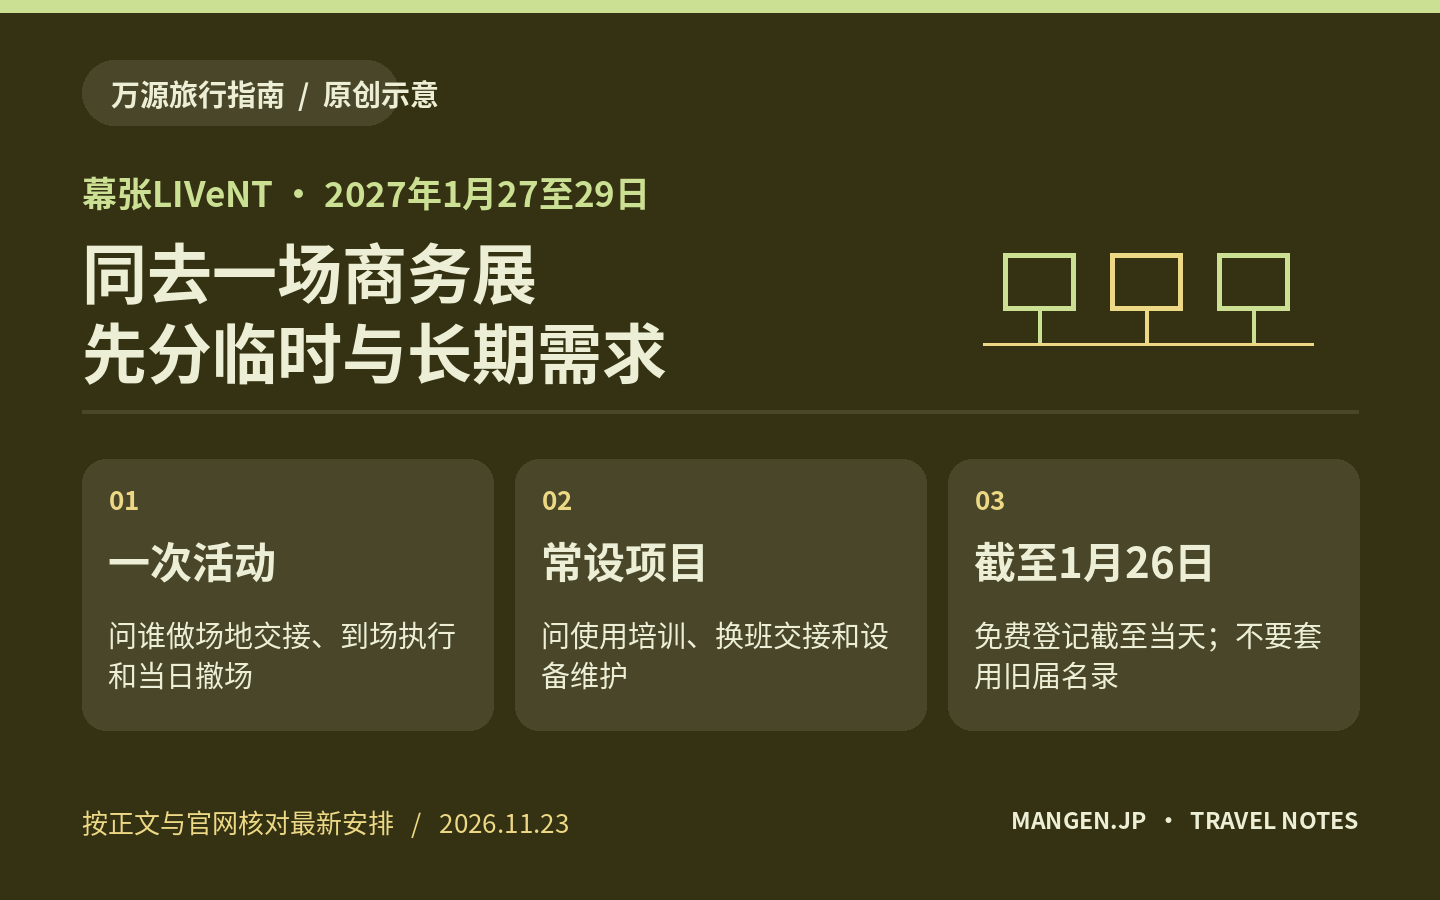 万源旅行指南 / 原创示意
幕张LIVeNT · 2027年1月27至29日
同去一场商务展
先分临时与长期需求
01
一次活动
问谁做场地交接、到场执行
和当日撤场
02
常设项目
问使用培训、换班交接和设
备维护
03
截至1月26日
免费登记截至当天；不要套
用旧届名录
按正文与官网核对最新安排 / 2026.11.23
MANGEN.JP · TRAVEL NOTES